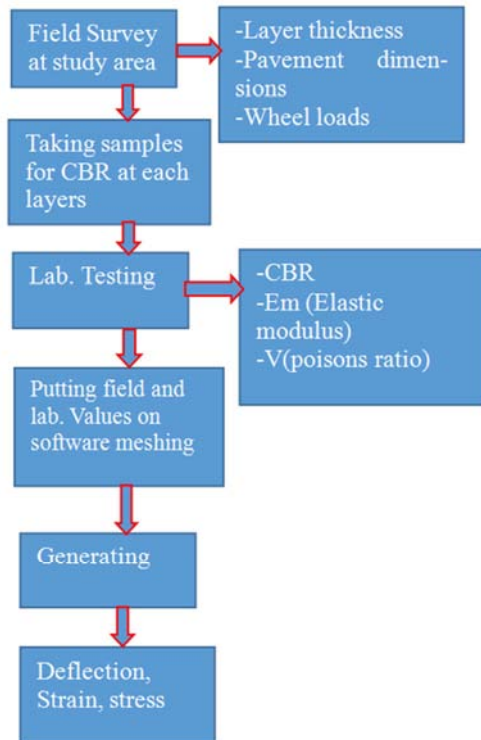 Field Survey
at study area
-Layer thickness
-Pavement dimen-
sions
-Wheel loads
Taking samples
for CBR at each
layers
Lab. Testing
-CBR
-Em (Elastic
modulus)
-V(poisons ratio)
Putting field and
lab. Values on
software meshing
Generating
Deflection,
Strain, stress